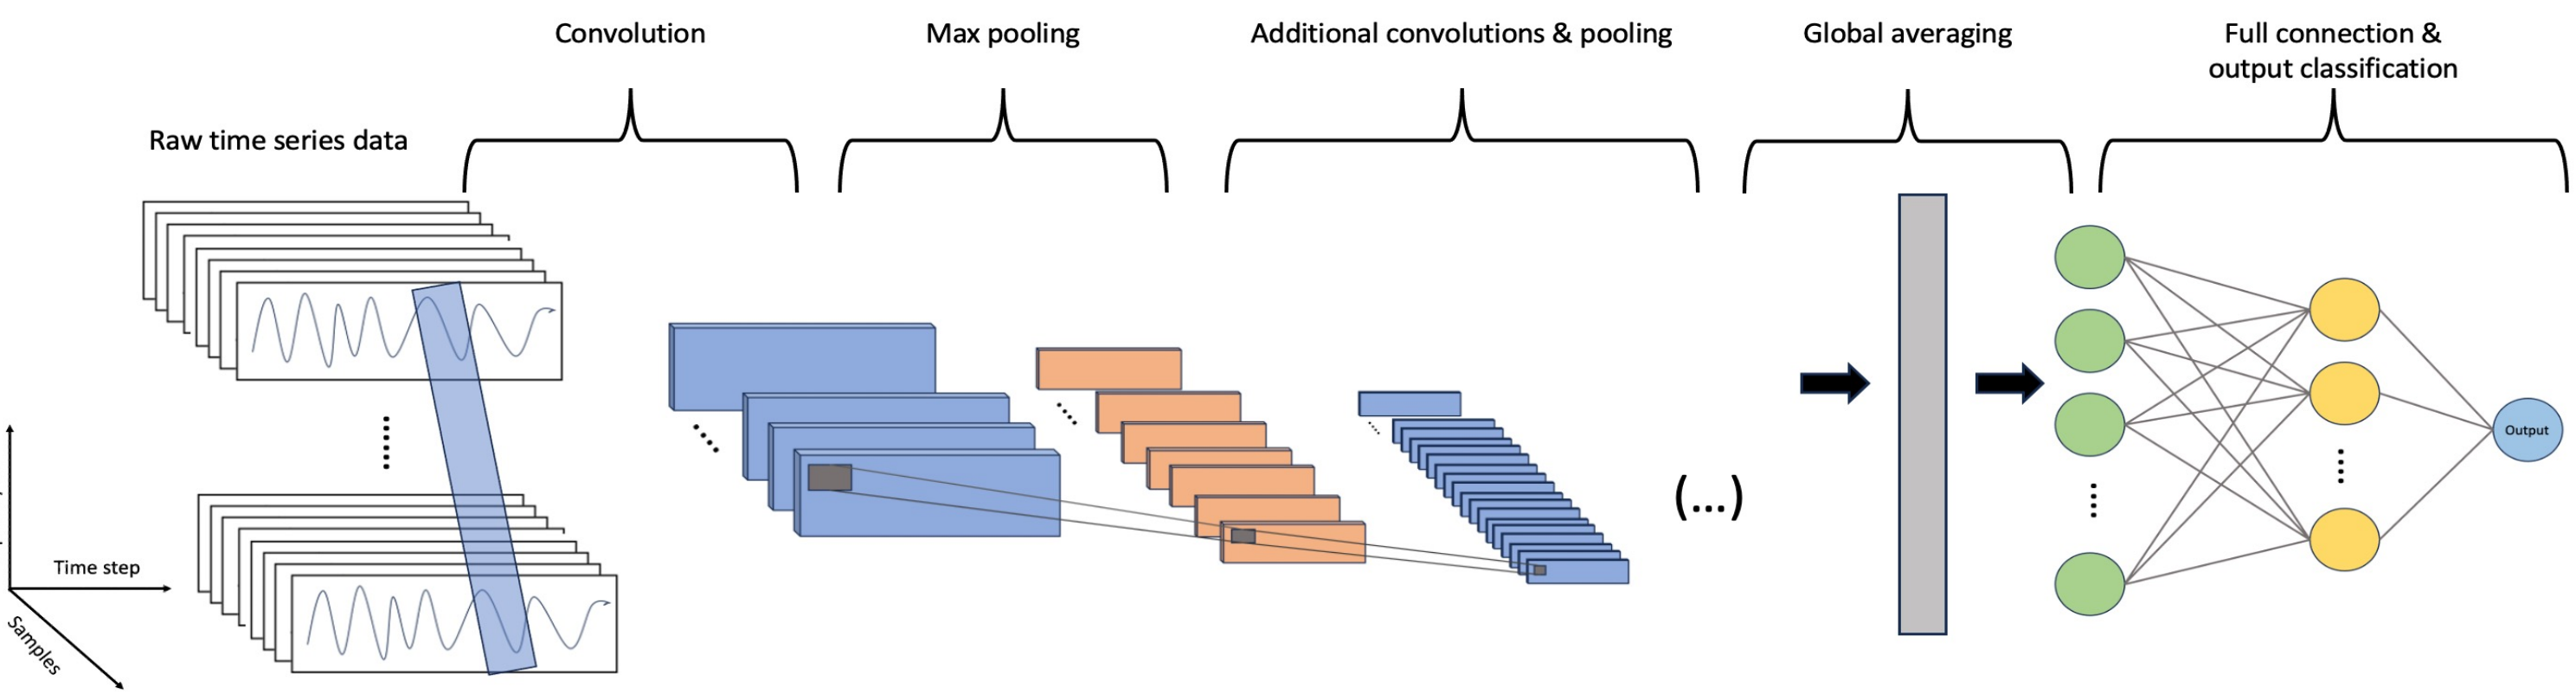 Convolution
Max pooling
Additional convolutions & pooling
Global averaging
Full connection &
output classification
Raw time series data
(...)
Output
Time step
Samples